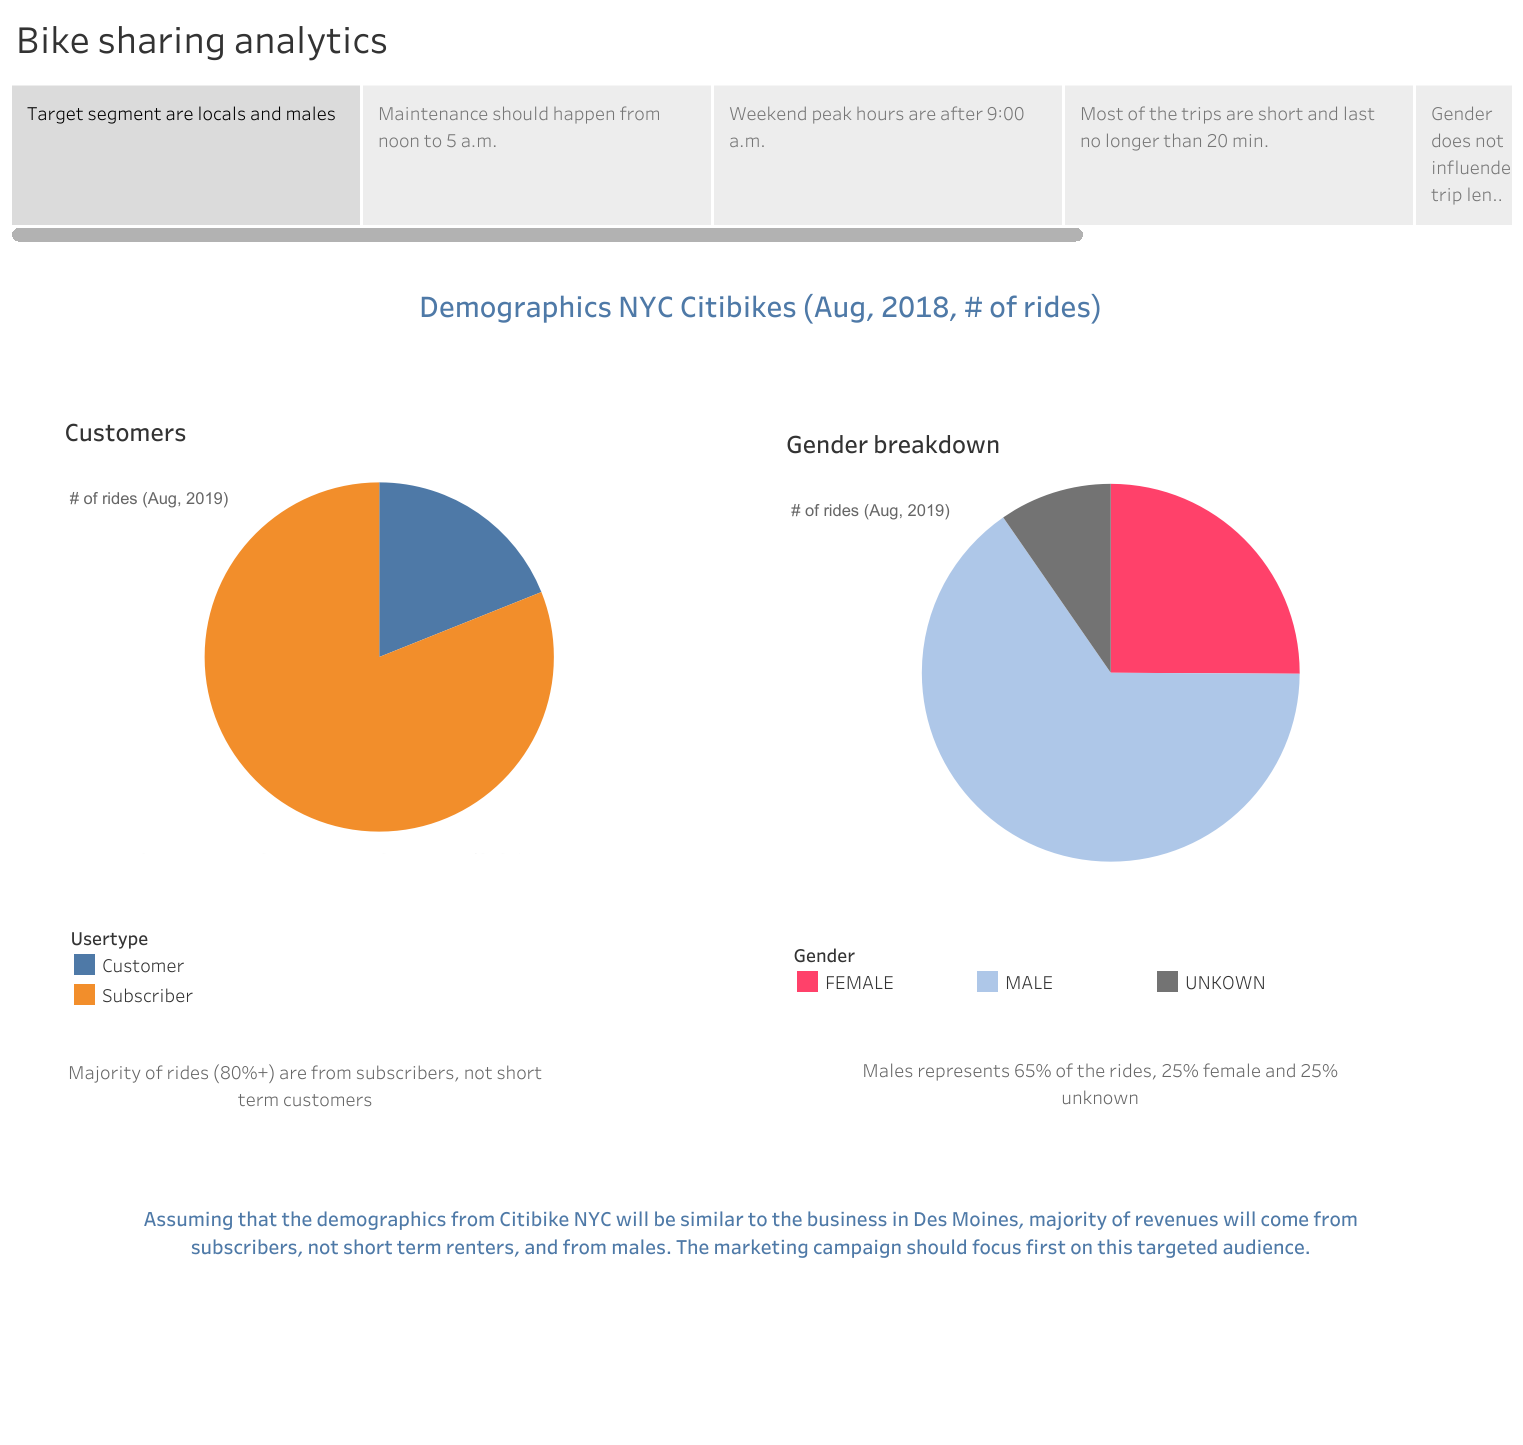 Bike sharing analytics
Target segment are locals and males
Maintenance should happen from
noon to 5 a.m.
Weekend peak hours are after 9:00
a.m.
Most of the trips are short and last
no longer than 20 min.
Gender
does not
influende
trip len..
Demographics NYC Citibikes (Aug, 2018, # of rides)
Customers
# of rides (Aug, 2019)
Usertype
Customer
Subscriber
Majority of rides (80%+) are from subscribers, not short
term customers
Gender breakdown
# of rides (Aug, 2019)
Gender
FEMALE
MALE
UNKOWN
Males represents 65% of the rides, 25% female and 25%
unknown
Assuming that the demographics from Citibike NYC will be similar to the business in Des Moines, majority of revenues will come from
subscribers, not short term renters, and from males. The marketing campaign should focus first on this targeted audience.